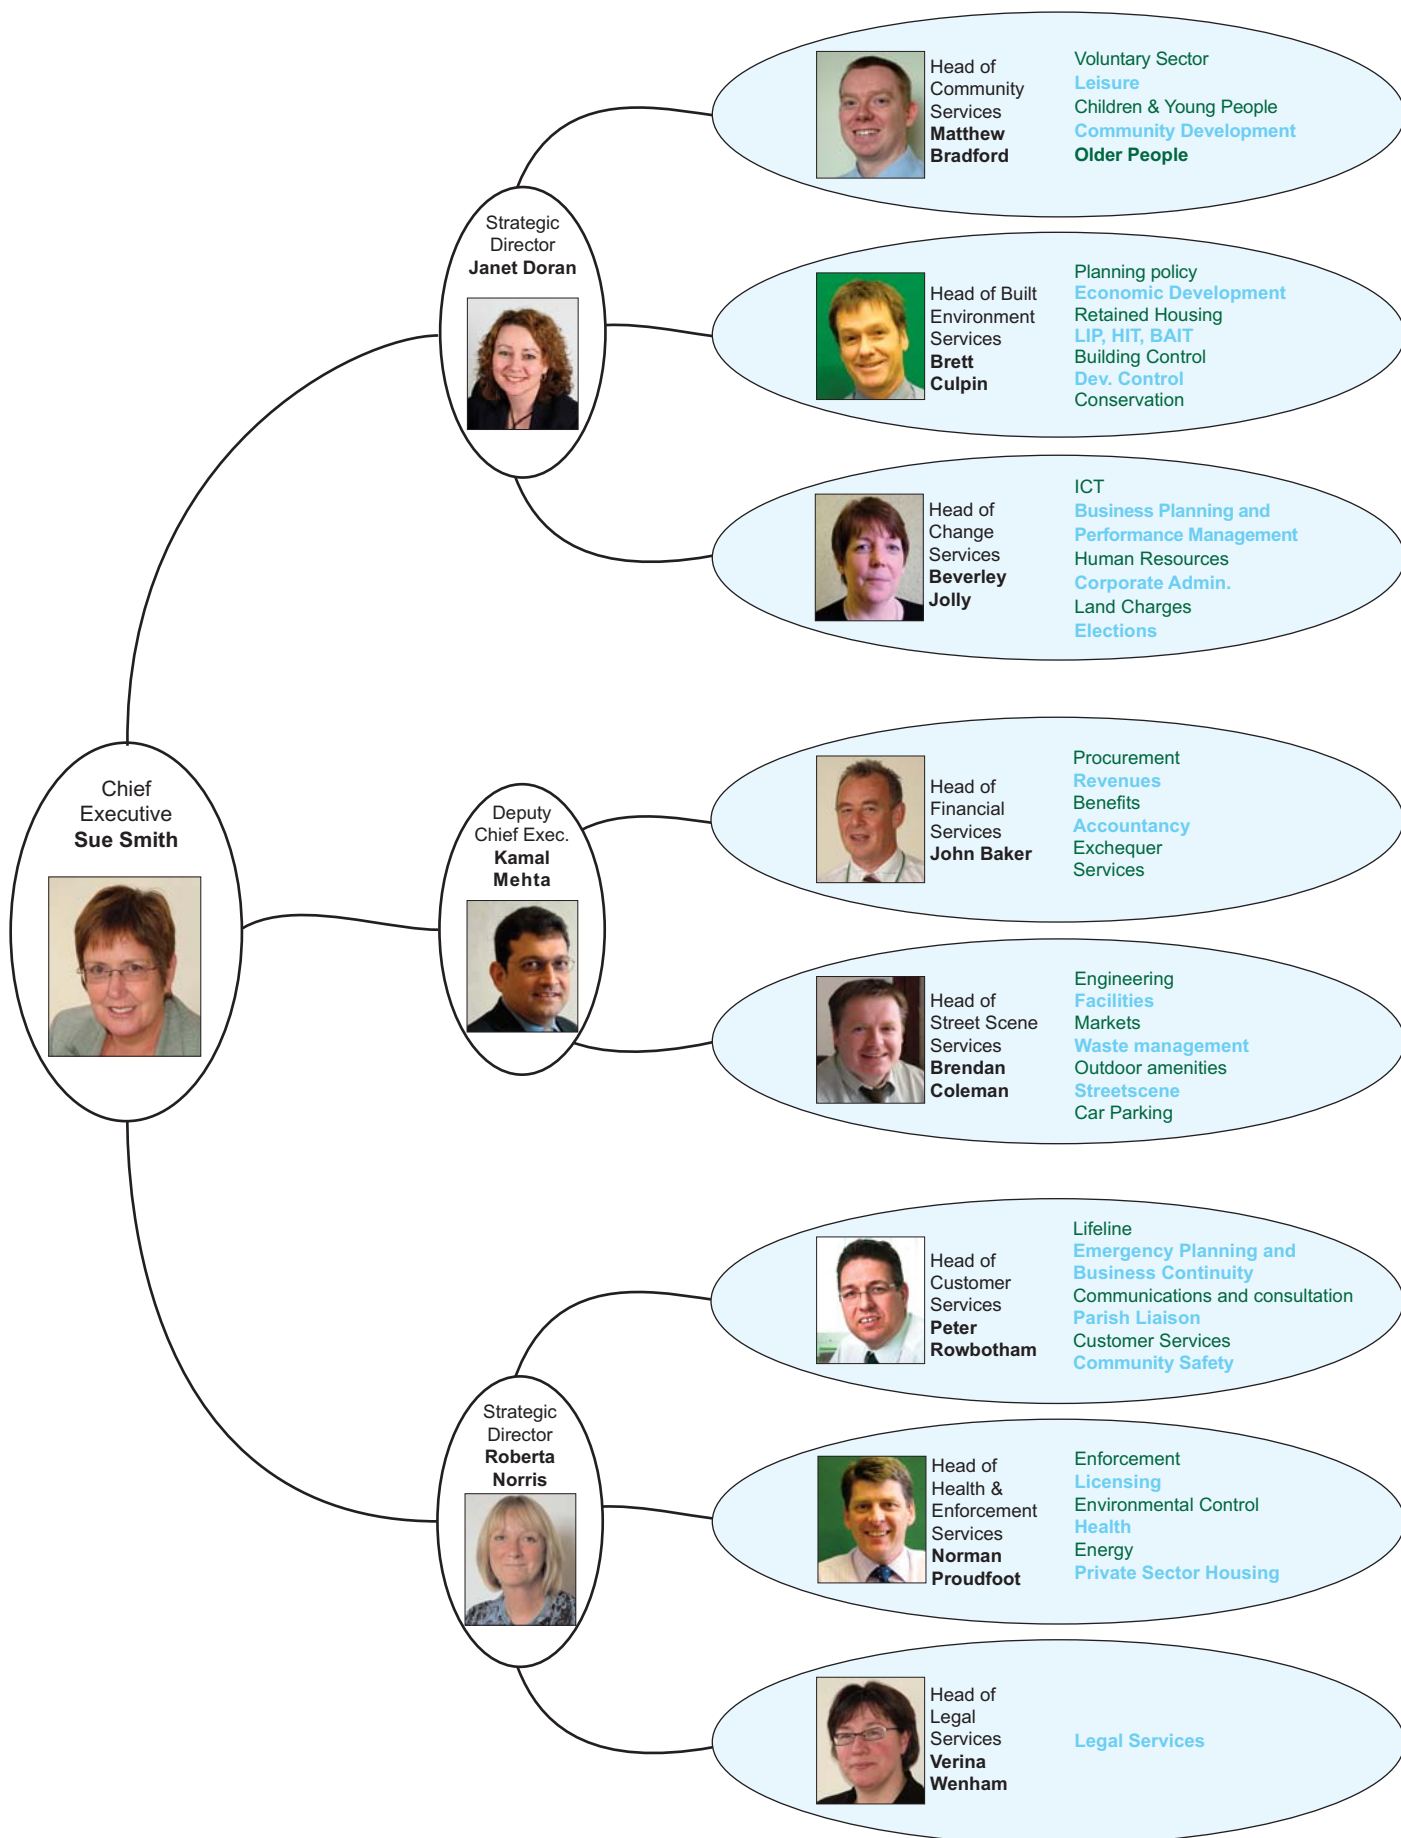 Chief
Executive
Sue Smith
Strategic
Director
Janet Doran
Head of
Community
Services
Matthew
Bradford
Voluntary Sector
Leisure
Children & Young People
Community Development
Older People
Head of Built
Environment
Services
Brett
Culpin
Planning policy
Economic Development
Retained Housing
LIP, HIT, BAIT
Building Control
Dev. Control
Conservation
Head of
Change
Services
Beverley
Jolly
ICT
Business Planning and
Performance Management
Human Resources
Corporate Admin.
Land Charges
Elections
Deputy
Chief Exec.
Kamal
Mehta
Head of
Financial
Services
John Baker
Procurement
Revenues
Benefits
Accountancy
Exchequer
Services
Head of
Street Scene
Services
Brendan
Coleman
Engineering
Facilities
Markets
Waste management
Outdoor amenities
Streetscene
Car Parking
Strategic
Director
Roberta
Norris
Head of
Customer
Services
Peter
Rowbotham
Lifeline
Emergency Planning and
Business Continuity
Communications and consultation
Parish Liaison
Customer Services
Community Safety
Head of
Health &
Enforcement
Services
Norman
Proudfoot
Enforcement
Licensing
Environmental Control
Health
Energy
Private Sector Housing
Head of
Legal
Services
Verina
Wenham
Legal Services